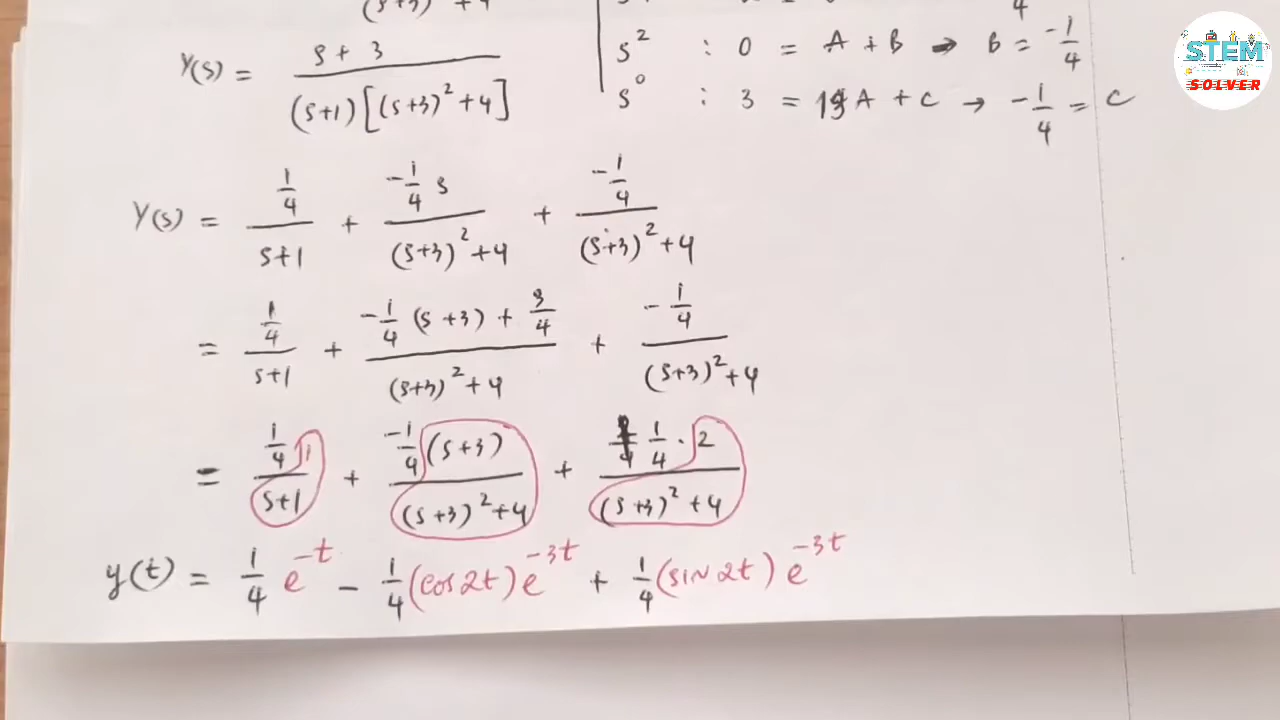 (s+3)² + 4
Y(s) = (s + 3) / ((s+1)[(s+3)² + 4])
s² : 0 = A + B → B = -1/4
s⁰ : 3 = 13A + C → -1/4 = C
Y(s) = (1/4)/(s+1) + (-1/4 s)/((s+3)² + 4) + (-1/4)/((s+3)² + 4)
= (1/4)/(s+1) + (-1/4 (s+3) + 3/4)/((s+3)² + 4) + (-1/4)/((s+3)² + 4)
= (1/4 · 1)/(s+1) + (-1/4 (s+3))/((s+3)² + 4) + (1/4 · 2)/((s+3)² + 4)
y(t) = 1/4 e^(-t) - 1/4 (cos 2t) e^(-3t) + 1/4 (sin 2t) e^(-3t)
STEM
SOLVER